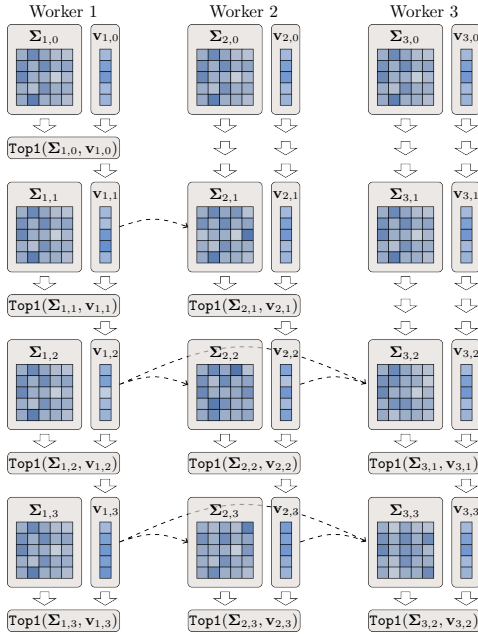 Worker 1 Worker 2 Worker 3
Σ1,0 v1,0 Σ2,0 v2,0 Σ3,0 v3,0
Top1(Σ1,0, v1,0)
Σ1,1 v1,1 Σ2,1 v2,1 Σ3,1 v3,1
Top1(Σ1,1, v1,1) Top1(Σ2,1, v2,1)
Σ1,2 v1,2 Σ2,2 v2,2 Σ3,2 v3,2
Top1(Σ1,2, v1,2) Top1(Σ2,2, v2,2) Top1(Σ3,1, v3,1)
Σ1,3 v1,3 Σ2,3 v2,3 Σ3,3 v3,3
Top1(Σ1,3, v1,3) Top1(Σ2,3, v2,3) Top1(Σ3,2, v3,2)